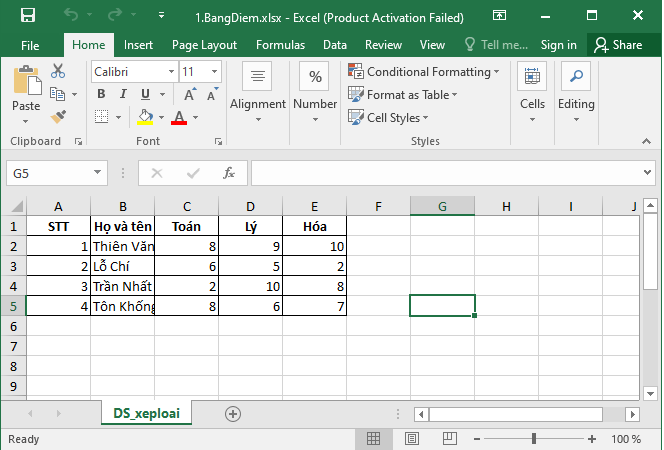 1.BangDiem.xlsx - Excel (Product Activation Failed)
File Home Insert Page Layout Formulas Data Review View Tell me... Sign in Share
Calibri 11
Paste
B I U
A A
A
Alignment
%
Number
Conditional Formatting
Format as Table
Cell Styles
Cells
Editing
Clipboard Font Styles
G5 fx
A B C D E F G H I J
1 STT Họ và tên Toán Lý Hóa
2 1 Thiên Văn 8 9 10
3 2 Lỗ Chí 6 5 2
4 3 Trần Nhất 2 10 8
5 4 Tôn Khống 8 6 7
6
7
8
9
DS_xeploai
Ready 100 %